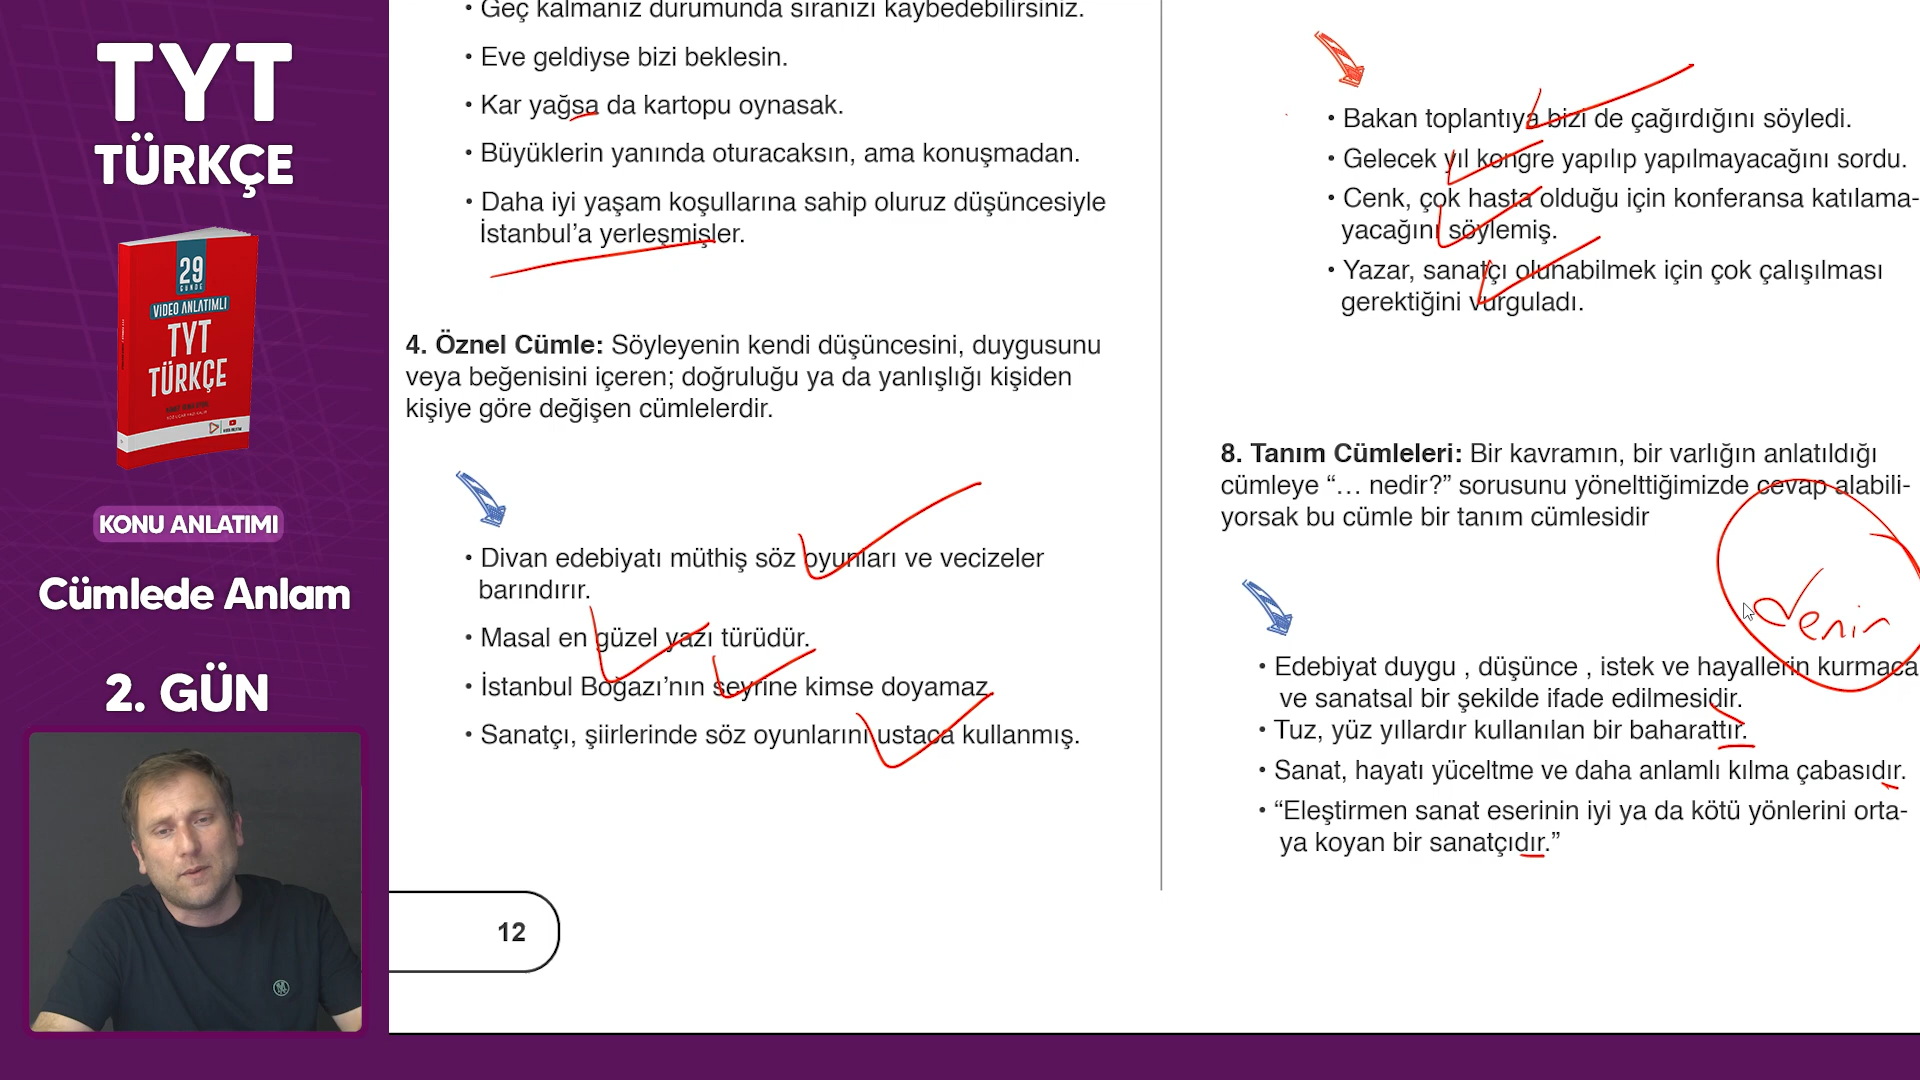 TYT
TÜRKÇE
29
GÜNDE
VİDEO ANLATIMLI
TYT
TÜRKÇE
KONU ANLATIMI
Cümlede Anlam
2. GÜN
• Geç kalmanız durumunda sıranızı kaybedebilirsiniz.
• Eve geldiyse bizi beklesin.
• Kar yağsa da kartopu oynasak.
• Büyüklerin yanında oturacaksın, ama konuşmadan.
• Daha iyi yaşam koşullarına sahip oluruz düşüncesiyle
İstanbul’a yerleşmişler.
4. Öznel Cümle: Söyleyenin kendi düşüncesini, duygusunu
veya beğenisini içeren; doğruluğu ya da yanlışlığı kişiden
kişiye göre değişen cümlelerdir.
• Divan edebiyatı müthiş söz oyunları ve vecizeler
barındırır.
• Masal en güzel yazı türüdür.
• İstanbul Boğazı’nın seyrine kimse doyamaz.
• Sanatçı, şiirlerinde söz oyunlarını ustaca kullanmış.
12
• Bakan toplantıya bizi de çağırdığını söyledi.
• Gelecek yıl kongre yapılıp yapılmayacağını sordu.
• Cenk, çok hasta olduğu için konferansa katılama-
yacağını söylemiş.
• Yazar, sanatçı olunabilmek için çok çalışılması
gerektiğini vurguladı.
8. Tanım Cümleleri: Bir kavramın, bir varlığın anlatıldığı
cümleye “… nedir?” sorusunu yönelttiğimizde cevap alabili-
yorsak bu cümle bir tanım cümlesidir
denir
• Edebiyat duygu , düşünce , istek ve hayallerin kurmaca
ve sanatsal bir şekilde ifade edilmesidir.
• Tuz, yüz yıllardır kullanılan bir baharattır.
• Sanat, hayatı yüceltme ve daha anlamlı kılma çabasıdır.
• “Eleştirmen sanat eserinin iyi ya da kötü yönlerini orta-
ya koyan bir sanatçıdır.”